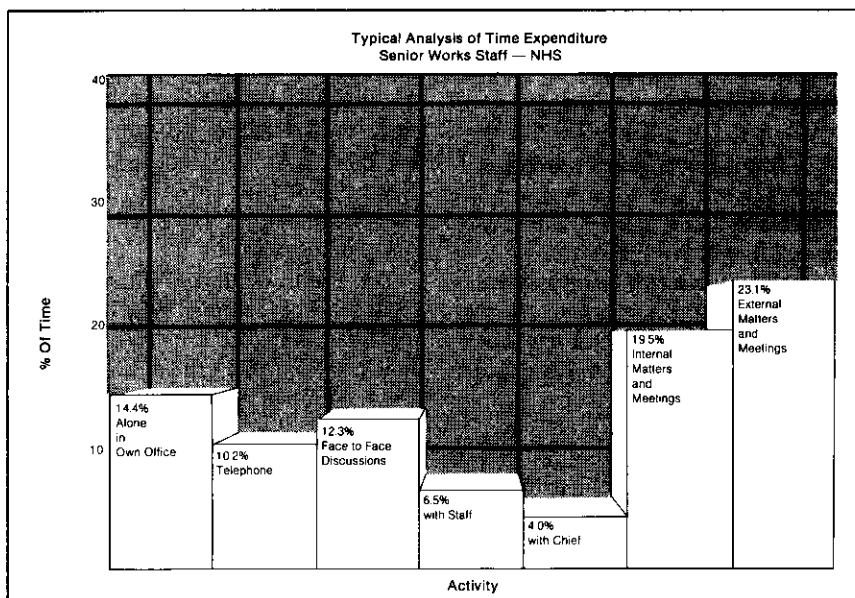 Typical Analysis of Time Expenditure
Senior Works Staff — NHS
40
30
20
10
% Of Time
14.4%
Alone
in
Own Office
10.2%
Telephone
12.3%
Face to Face
Discussions
6.5%
with Staff
4.0%
with Chief
19.5%
Internal
Matters
and
Meetings
23.1%
External
Matters
and
Meetings
Activity